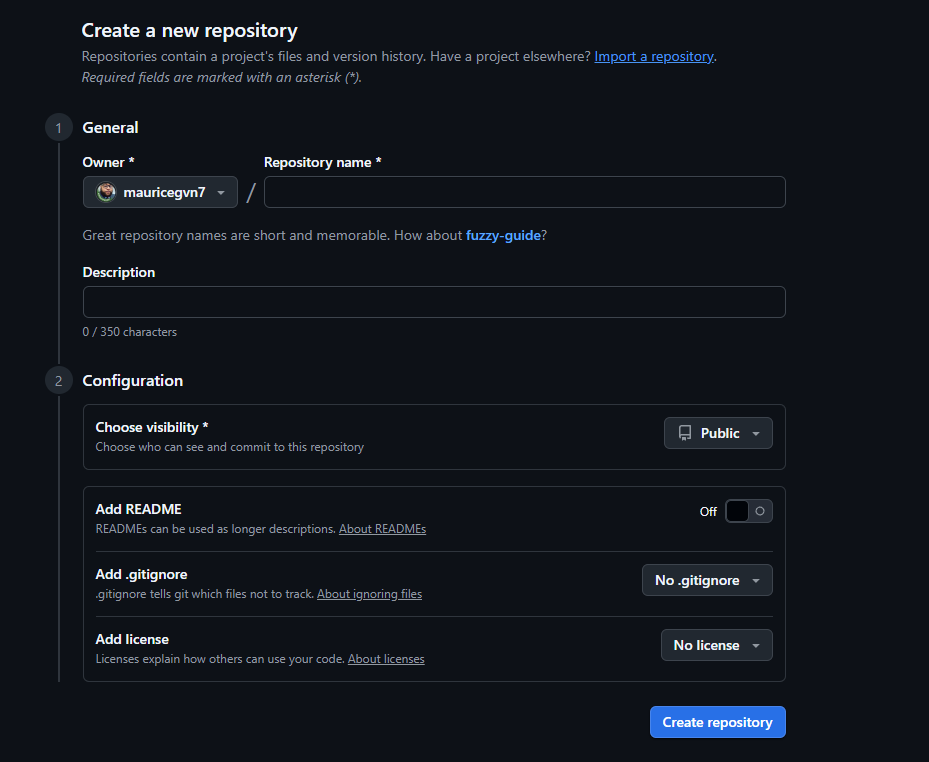 Create a new repository
Repositories contain a project's files and version history. Have a project elsewhere? Import a repository.
Required fields are marked with an asterisk (*).
1 General
Owner * Repository name *
mauricegvn7 /
Great repository names are short and memorable. How about fuzzy-guide?
Description
0 / 350 characters
2 Configuration
Choose visibility *
Choose who can see and commit to this repository
Public
Add README
READMEs can be used as longer descriptions. About READMEs
Off
Add .gitignore
.gitignore tells git which files not to track. About ignoring files
No .gitignore
Add license
Licenses explain how others can use your code. About licenses
No license
Create repository